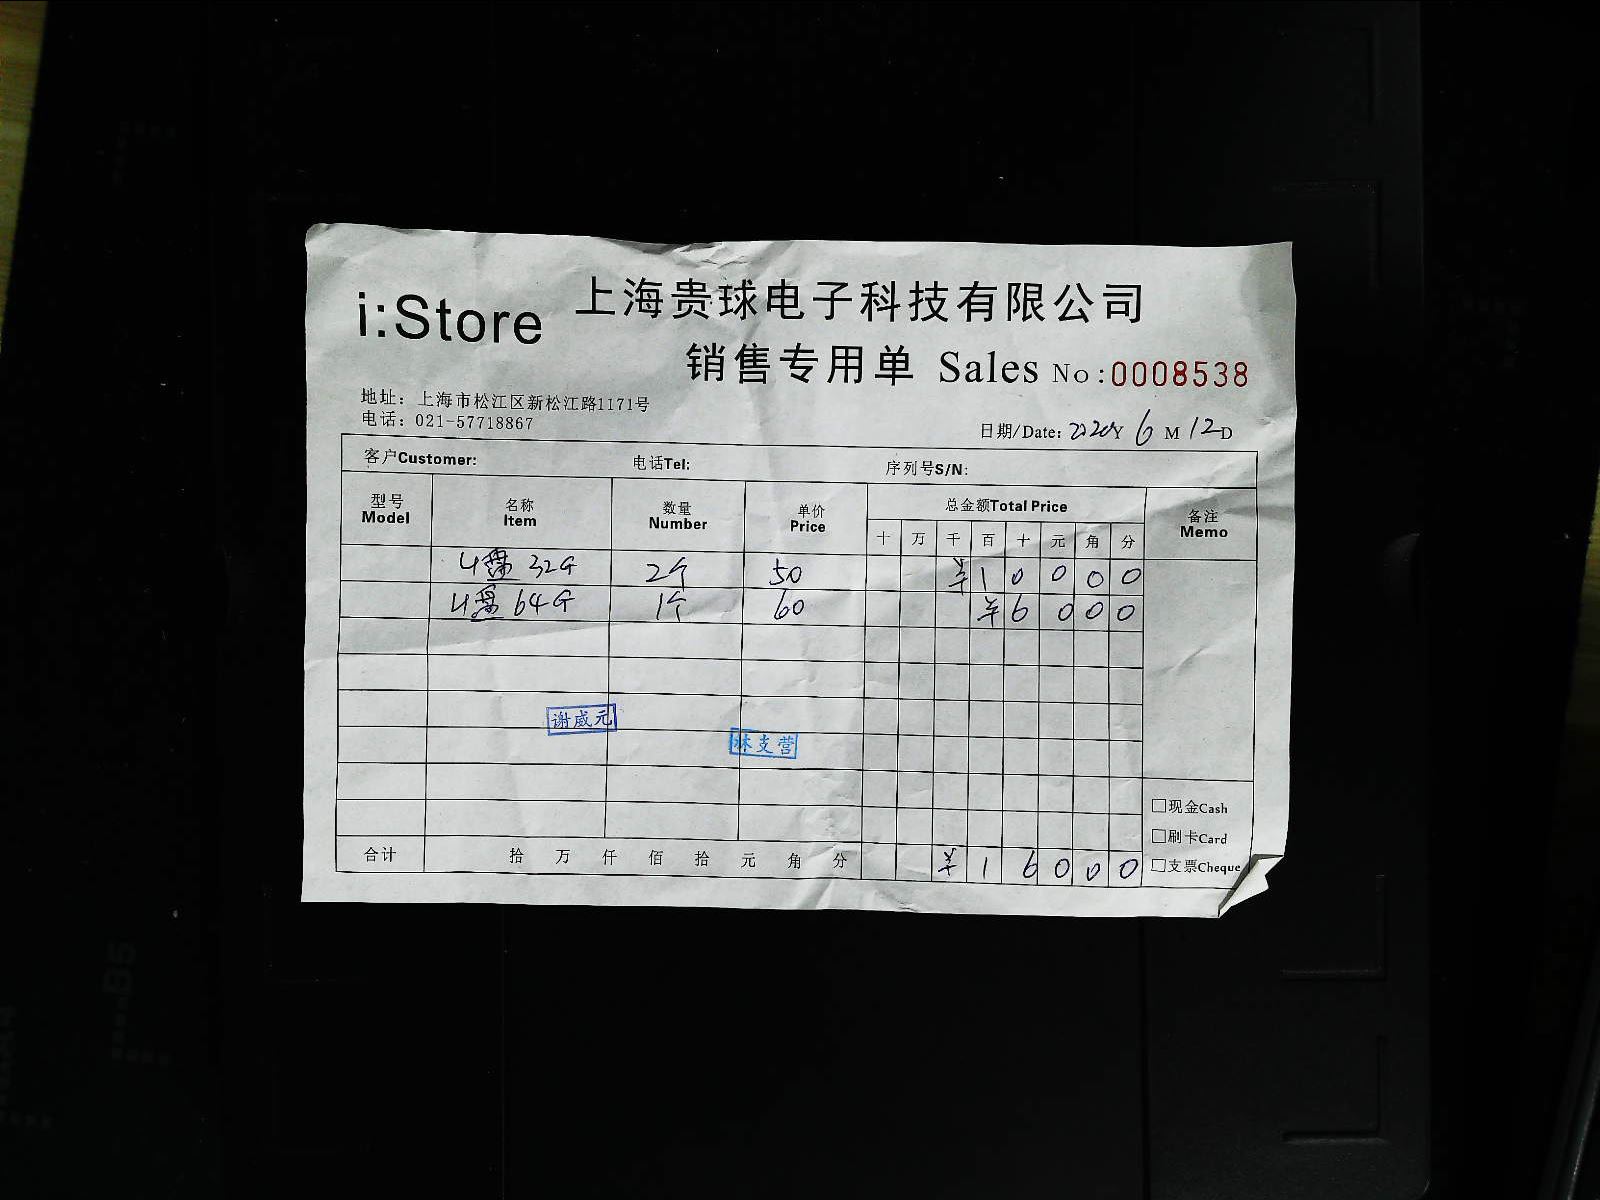 i:Store 上海贵球电子科技有限公司
销售专用单 Sales No:0008538
地址：上海市松江区新松江路1171号
电话：021-57718867
日期/Date: 2020Y 6 M 12D
客户Customer: 电话Tel: 序列号S/N:
型号 名称 数量 单价 总金额Total Price 备注
Model Item Number Price 十 万 千 百 十 元 角 分 Memo
U盘 32G 2个 50 ¥ 1 0 0 0 0
U盘 64G 1个 60 ¥ 6 0 0 0
谢威元
林支营
□现金Cash
□刷卡Card
□支票Cheque
合计 拾 万 仟 佰 拾 元 角 分 ¥ 1 6 0 0 0